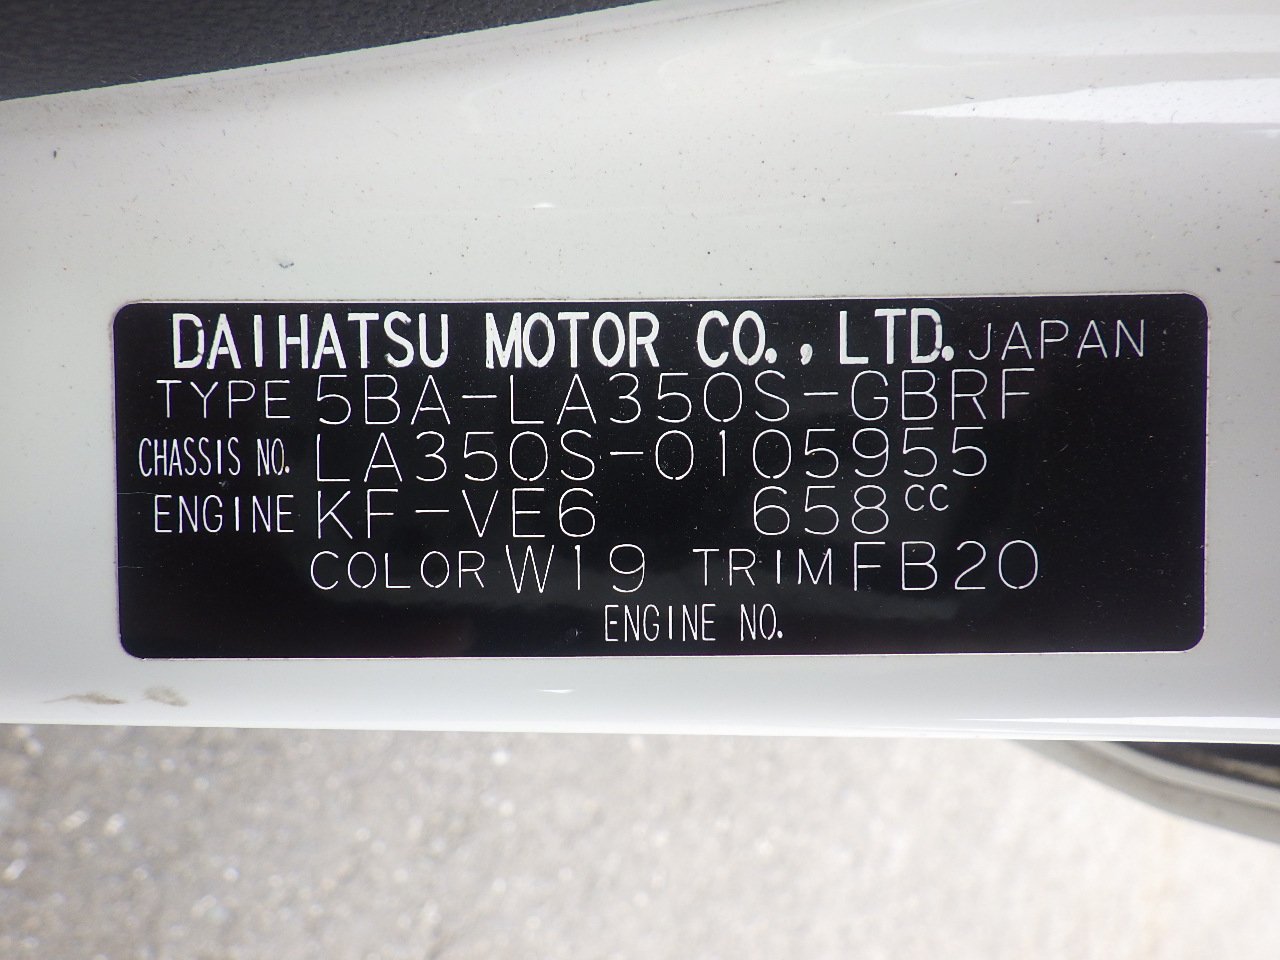 DAIHATSU MOTOR CO., LTD. JAPAN
TYPE 5BA-LA350S-GBRF
CHASSIS NO. LA350S-0105955
ENGINE KF-VE6 658CC
COLOR W19 TRIM FB20
ENGINE NO.